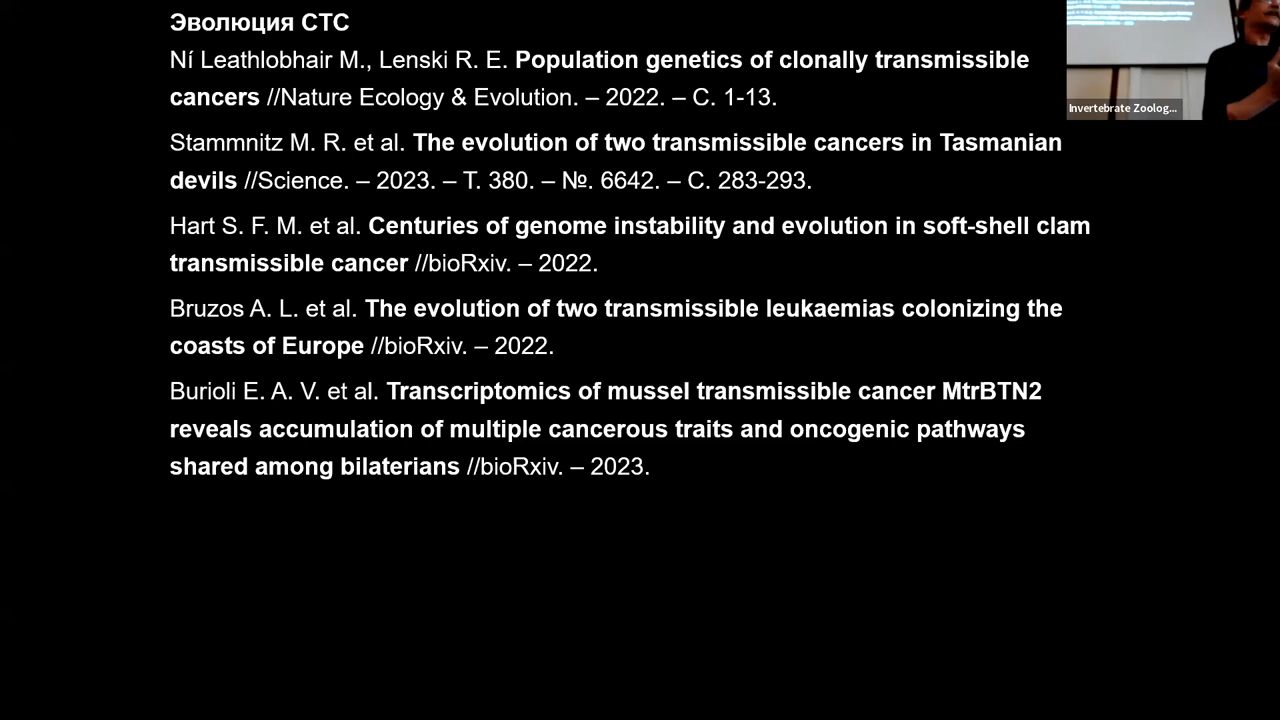 Эволюция СТС
Ní Leathlobhair M., Lenski R. E. Population genetics of clonally transmissible
cancers //Nature Ecology & Evolution. – 2022. – С. 1-13.
Stammnitz M. R. et al. The evolution of two transmissible cancers in Tasmanian
devils //Science. – 2023. – Т. 380. – №. 6642. – С. 283-293.
Hart S. F. M. et al. Centuries of genome instability and evolution in soft-shell clam
transmissible cancer //bioRxiv. – 2022.
Bruzos A. L. et al. The evolution of two transmissible leukaemias colonizing the
coasts of Europe //bioRxiv. – 2022.
Burioli E. A. V. et al. Transcriptomics of mussel transmissible cancer MtrBTN2
reveals accumulation of multiple cancerous traits and oncogenic pathways
shared among bilaterians //bioRxiv. – 2023.
Invertebrate Zoolog...